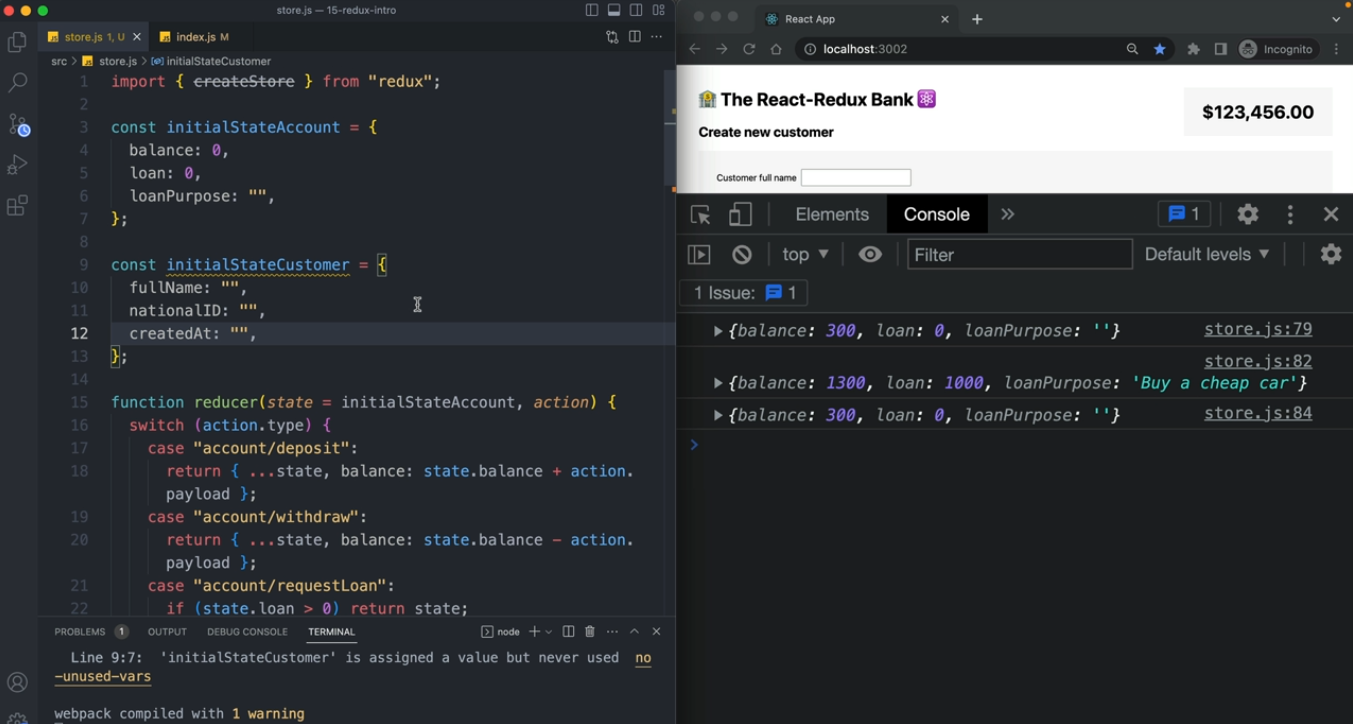 store.js — 15-redux-intro
store.js 1, U
index.js M
src > store.js > initialStateCustomer
1 import { createStore } from "redux";
2
3 const initialStateAccount = {
4 balance: 0,
5 loan: 0,
6 loanPurpose: "",
7 };
8
9 const initialStateCustomer = {
10 fullName: "",
11 nationalID: "",
12 createdAt: "",
13 };
14
15 function reducer(state = initialStateAccount, action) {
16 switch (action.type) {
17 case "account/deposit":
18 return { ...state, balance: state.balance + action.
payload };
19 case "account/withdraw":
20 return { ...state, balance: state.balance - action.
payload };
21 case "account/requestLoan":
22 if (state.loan > 0) return state;
PROBLEMS 1 OUTPUT DEBUG CONSOLE TERMINAL node
Line 9:7: 'initialStateCustomer' is assigned a value but never used no
-unused-vars
webpack compiled with 1 warning
React App
localhost:3002
Incognito
The React-Redux Bank
$123,456.00
Create new customer
Customer full name
Elements Console 1
top Filter Default levels
1 Issue: 1
{balance: 300, loan: 0, loanPurpose: ''} store.js:79
store.js:82
{balance: 1300, loan: 1000, loanPurpose: 'Buy a cheap car'}
{balance: 300, loan: 0, loanPurpose: ''} store.js:84